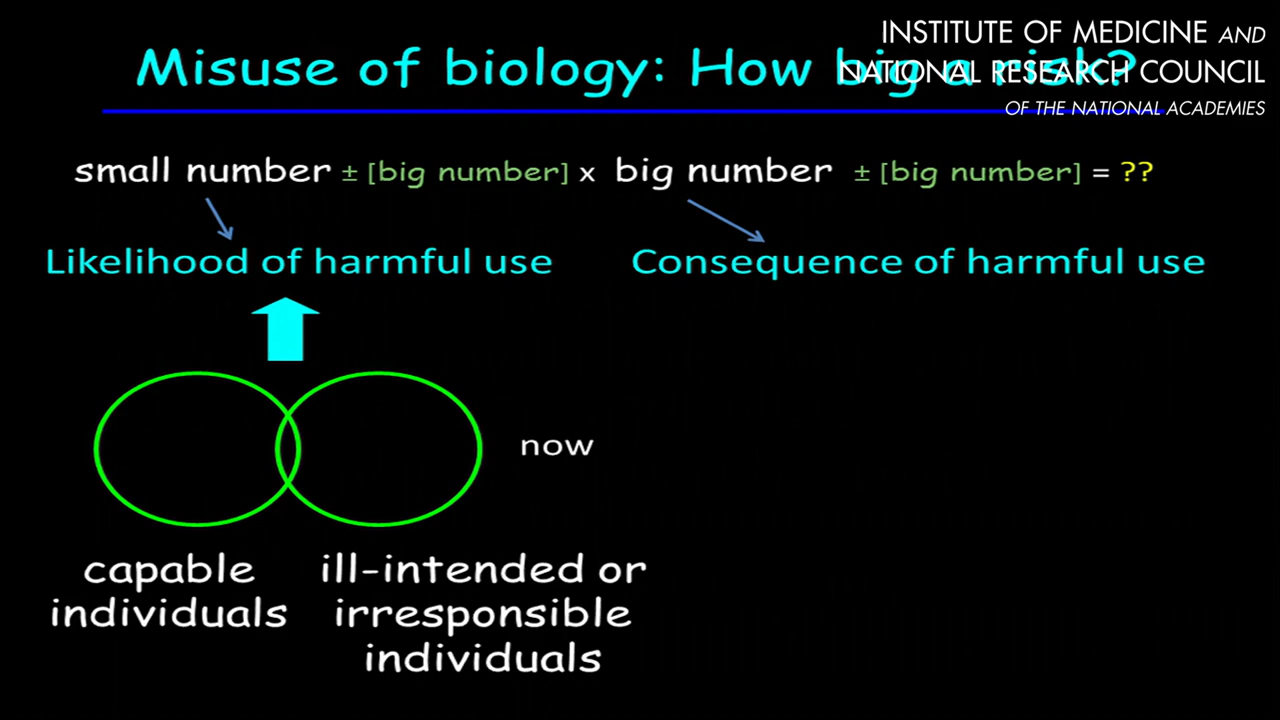 Misuse of biology: How big a risk?
INSTITUTE OF MEDICINE AND
NATIONAL RESEARCH COUNCIL
OF THE NATIONAL ACADEMIES
small number ± [big number] x big number ± [big number] = ??
Likelihood of harmful use
Consequence of harmful use
now
capable
individuals
ill-intended or
irresponsible
individuals